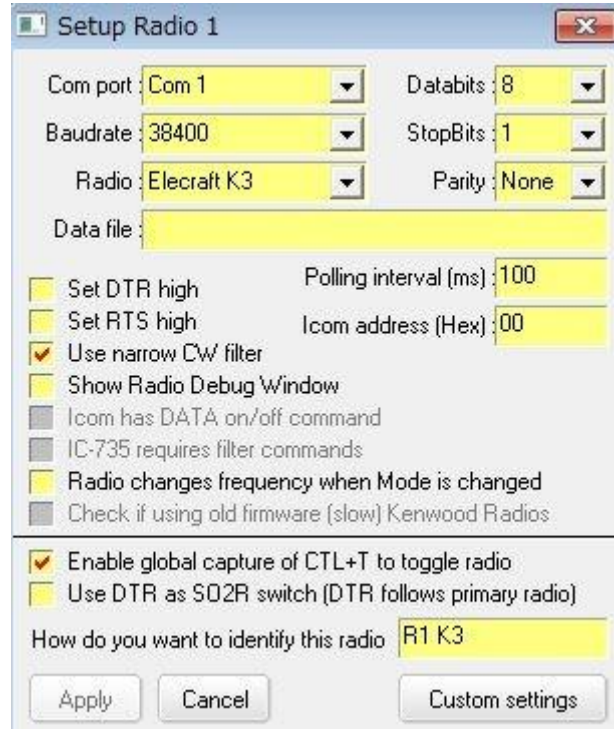 Setup Radio 1
Com port : Com 1 Databits : 8
Baudrate : 38400 StopBits : 1
Radio : Elecraft K3 Parity : None
Data file :
Polling interval (ms) : 100
Set DTR high
Set RTS high Icom address (Hex) : 00
Use narrow CW filter
Show Radio Debug Window
Icom has DATA on/off command
IC-735 requires filter commands
Radio changes frequency when Mode is changed
Check if using old firmware (slow) Kenwood Radios
Enable global capture of CTL+T to toggle radio
Use DTR as SO2R switch (DTR follows primary radio)
How do you want to identify this radio R1 K3
Apply Cancel Custom settings